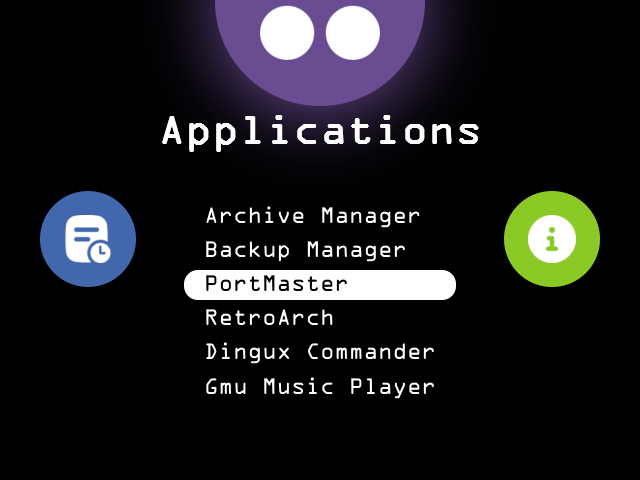 Applications
Archive Manager
Backup Manager
PortMaster
RetroArch
Dingux Commander
Gmu Music Player